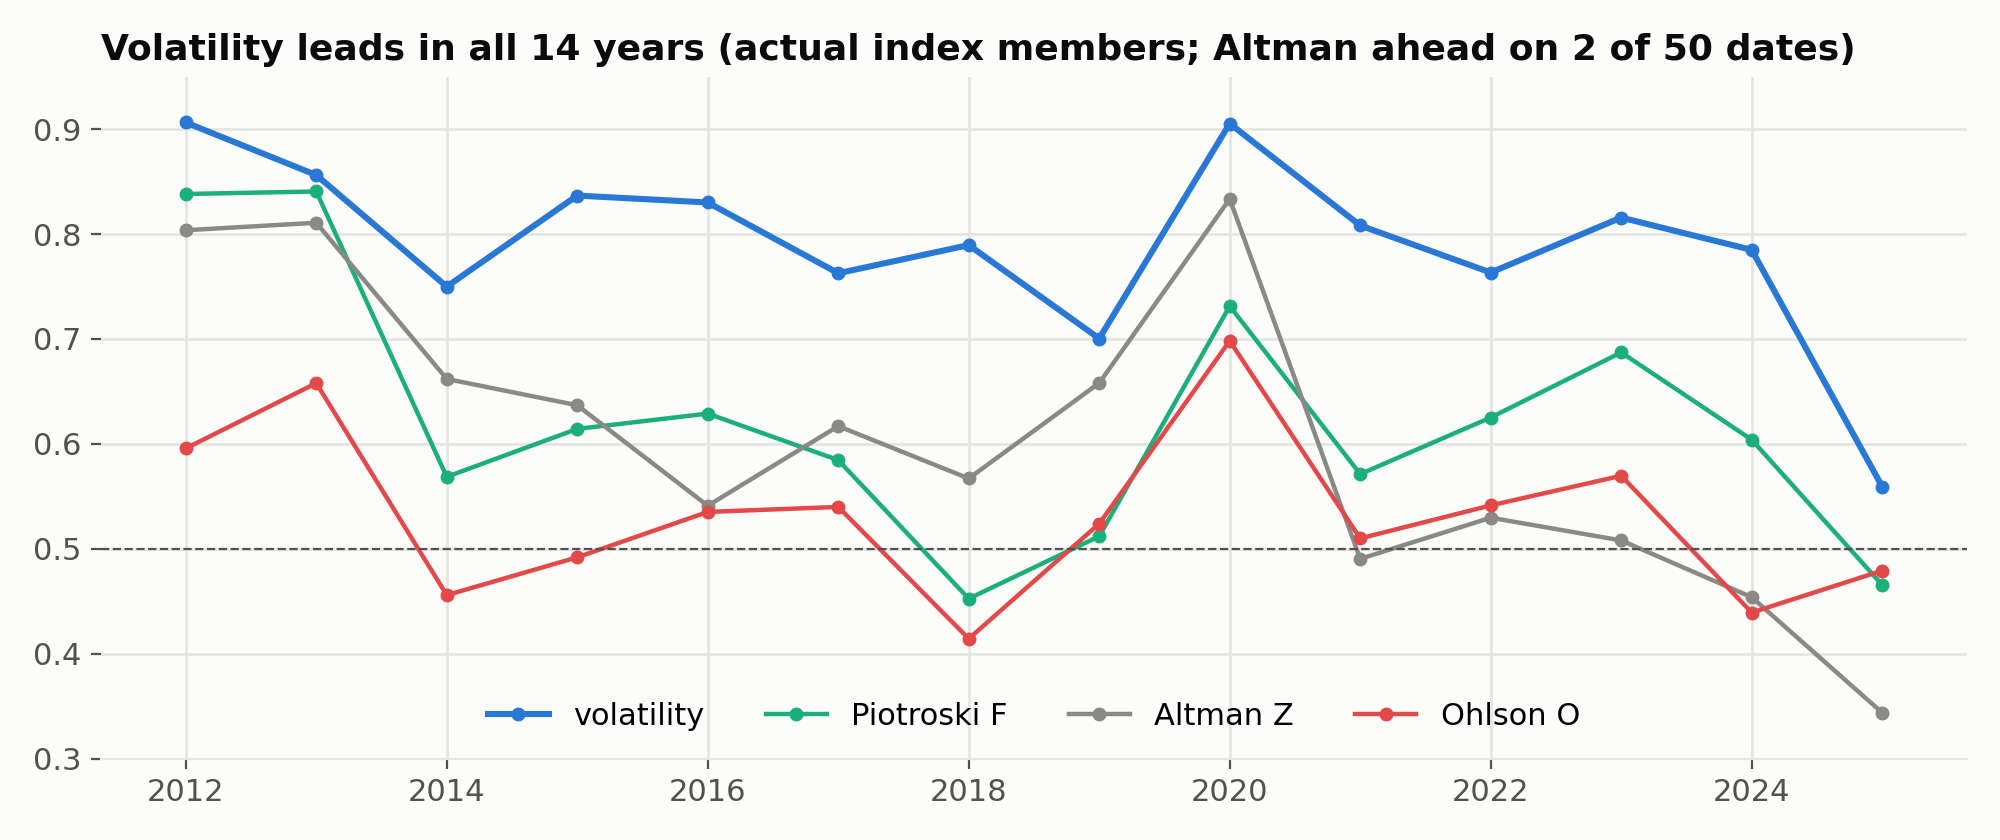 Volatility leads in all 14 years (actual index members; Altman ahead on 2 of 50 dates)
0.9
0.8
0.7
0.6
0.5
0.4
0.3
volatility Piotroski F Altman Z Ohlson O
2012 2014 2016 2018 2020 2022 2024